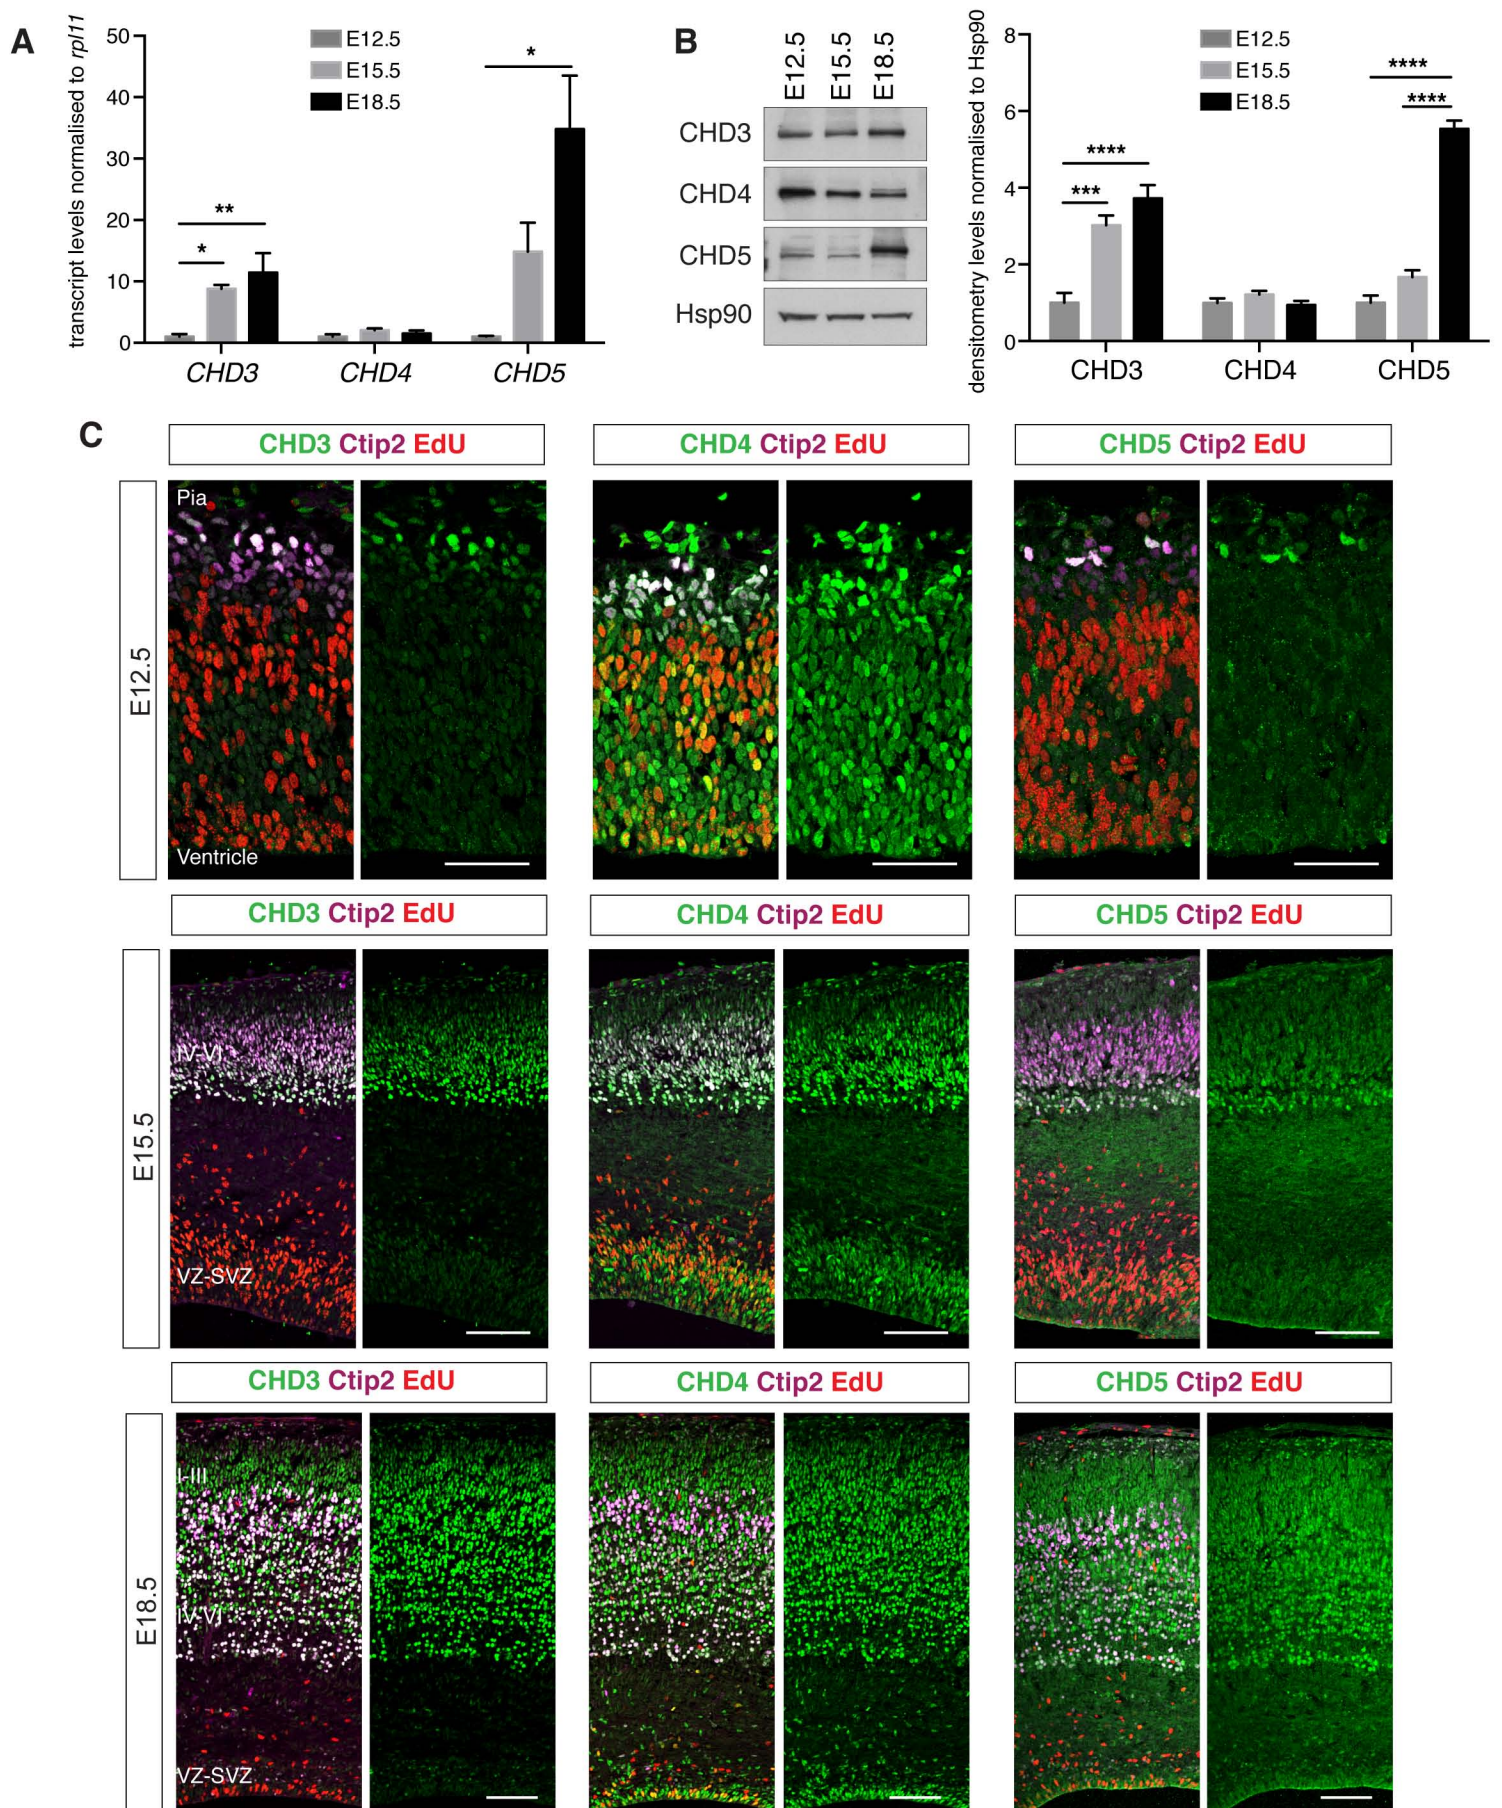 A
transcript levels normalised to rpl11
50
40
30
20
10
0
E12.5
E15.5
E18.5
*
**
*
CHD3
CHD4
CHD5
B
E12.5
E15.5
E18.5
CHD3
CHD4
CHD5
Hsp90
densitometry levels normalised to Hsp90
8
6
4
2
0
E12.5
E15.5
E18.5
****
***
****
****
CHD3
CHD4
CHD5
C
CHD3 Ctip2 EdU
CHD4 Ctip2 EdU
CHD5 Ctip2 EdU
E12.5
Pia
Ventricle
CHD3 Ctip2 EdU
CHD4 Ctip2 EdU
CHD5 Ctip2 EdU
E15.5
IV-VI
VZ-SVZ
CHD3 Ctip2 EdU
CHD4 Ctip2 EdU
CHD5 Ctip2 EdU
E18.5
I-III
IV-VI
VZ-SVZ